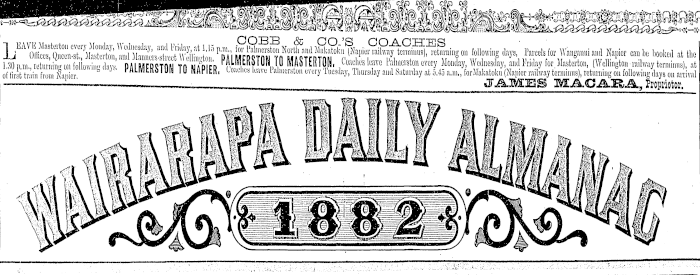 COBB & CO.'S COACHES
LEAVE Masterton every Monday, Wednesday, and Friday, at 1.15 p.m., for Palmerston North and Makatoku (Napier railway terminus), returning on following days. Parcels for Wanganui and Napier can be booked at the
Offices, Queen-st., Masterton, and Manners-street Wellington. PALMERSTON TO MASTERTON. Coaches leave Palmerston every Monday, Wednesday, and Friday for Masterton, (Wellington railway terminus), at
1.30 p.m., returning on following days. PALMERSTON TO NAPIER. Coaches leave Palmerston every Tuesday, Thursday and Saturday at 5.45 a.m., for Makatoku (Napier railway terminus), returning on following days on arrival
of first train from Napier.
JAMES MACARA, Proprietor.
WAIRARAPA DAILY ALMANAC
1882